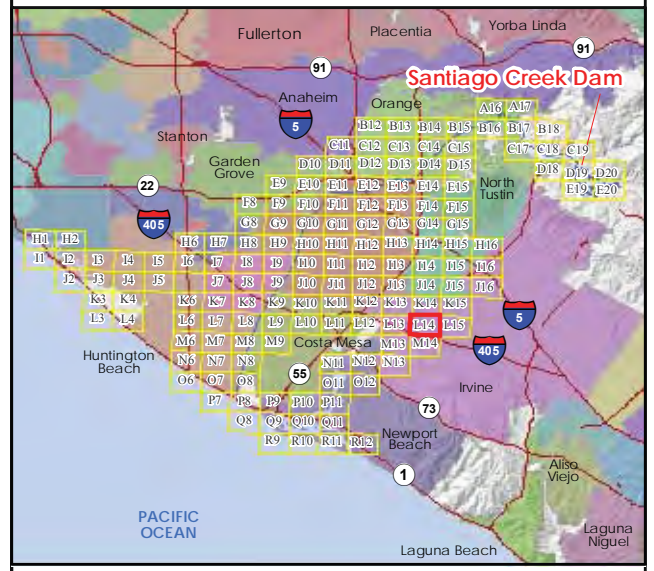 Fullerton
Placentia
Yorba Linda
91
91
Santiago Creek Dam
Anaheim
Orange
5
A16 A17
B12 B13 B14 B15 B16 B17 B18
Stanton
C11 C12 C13 C14 C15 C17 C18 C19
Garden
Grove
D10 D11 D12 D13 D14 D15 D18 D19 D20
22
E9 E10 E11 E12 E13 E14 E15 E19 E20
North
Tustin
F8 F9 F10 F11 F12 F13 F14 F15
405
G8 G9 G10 G11 G12 G13 G14 G15
H1 H2 H6 H7 H8 H9 H10 H11 H12 H13 H14 H15 H16
I1 I2 I3 I4 I5 I6 I7 I8 I9 I10 I11 I12 I13 I14 I15 I16
J2 J3 J4 J5 J7 J8 J9 J10 J11 J12 J13 J14 J15 J16
K3 K4 K6 K7 K8 K9 K10 K11 K12 K13 K14 K15
5
L3 L4 L6 L7 L8 L9 L10 L11 L12 L13 L14 L15
M6 M7 M8 M9 Costa Mesa M13 M14
405
Huntington
Beach
N6 N7 N8 N11 N12 N13
55
O6 O7 O8 O11 O12
Irvine
P7 P8 P9 P10 P11
73
Q8 Q9 Q10 Q11
Newport
Beach
R9 R10 R11 R12
1
Aliso
Viejo
PACIFIC
OCEAN
Laguna
Niguel
Laguna Beach